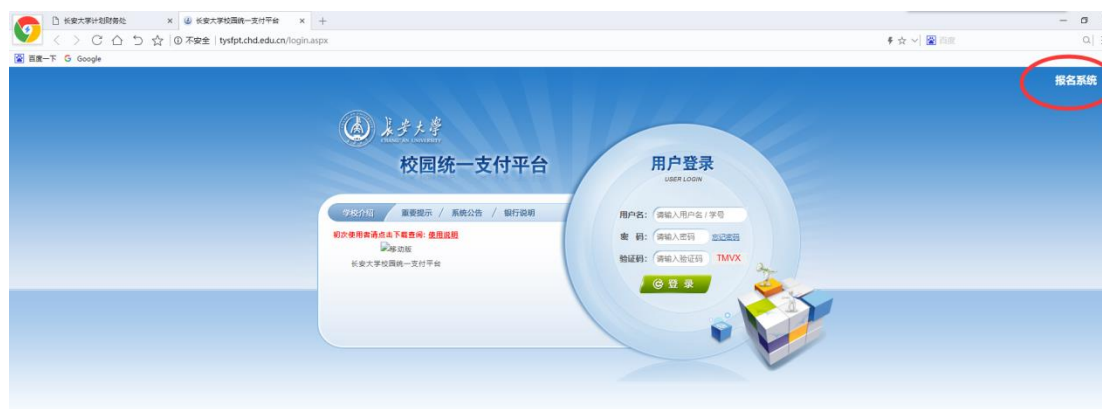 长安大学计划财务处 × 长安大学校园统一支付平台 × +
不安全 tysfpt.chd.edu.cn/login.aspx 百度
百度一下 G Google
报名系统
长安大学
CHANG'AN UNIVERSITY
校园统一支付平台
用户登录
USER LOGIN
学校介绍 / 重要提示 / 系统公告 / 银行说明
初次使用者请点击下载查阅: 使用说明
移动版
长安大学校园统一支付平台
用户名: 请输入用户名 / 学号
密 码: 请输入密码 忘记密码
验证码: 请输入验证码 TMVX
登 录